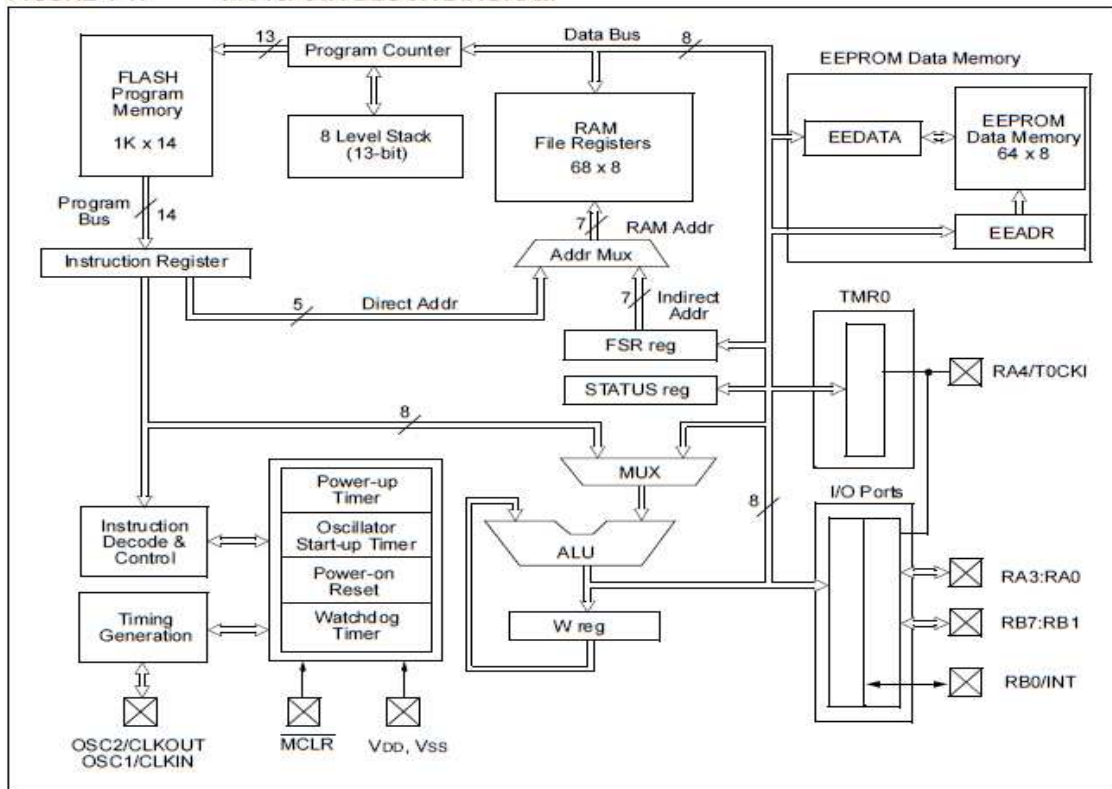 13
Program Counter
Data Bus
8
EEPROM Data Memory
FLASH
Program
Memory
1K x 14
8 Level Stack
(13-bit)
RAM
File Registers
68 x 8
EEDATA
EEPROM
Data Memory
64 x 8
EEADR
Program
Bus
14
7
RAM Addr
Addr Mux
Instruction Register
5
Direct Addr
7
Indirect
Addr
TMR0
FSR reg
STATUS reg
RA4/T0CKI
8
MUX
Power-up
Timer
Oscillator
Start-up Timer
Power-on
Reset
Watchdog
Timer
Instruction
Decode &
Control
Timing
Generation
8
I/O Ports
ALU
W reg
RA3:RA0
RB7:RB1
RB0/INT
OSC2/CLKOUT
OSC1/CLKIN
MCLR
VDD, VSS